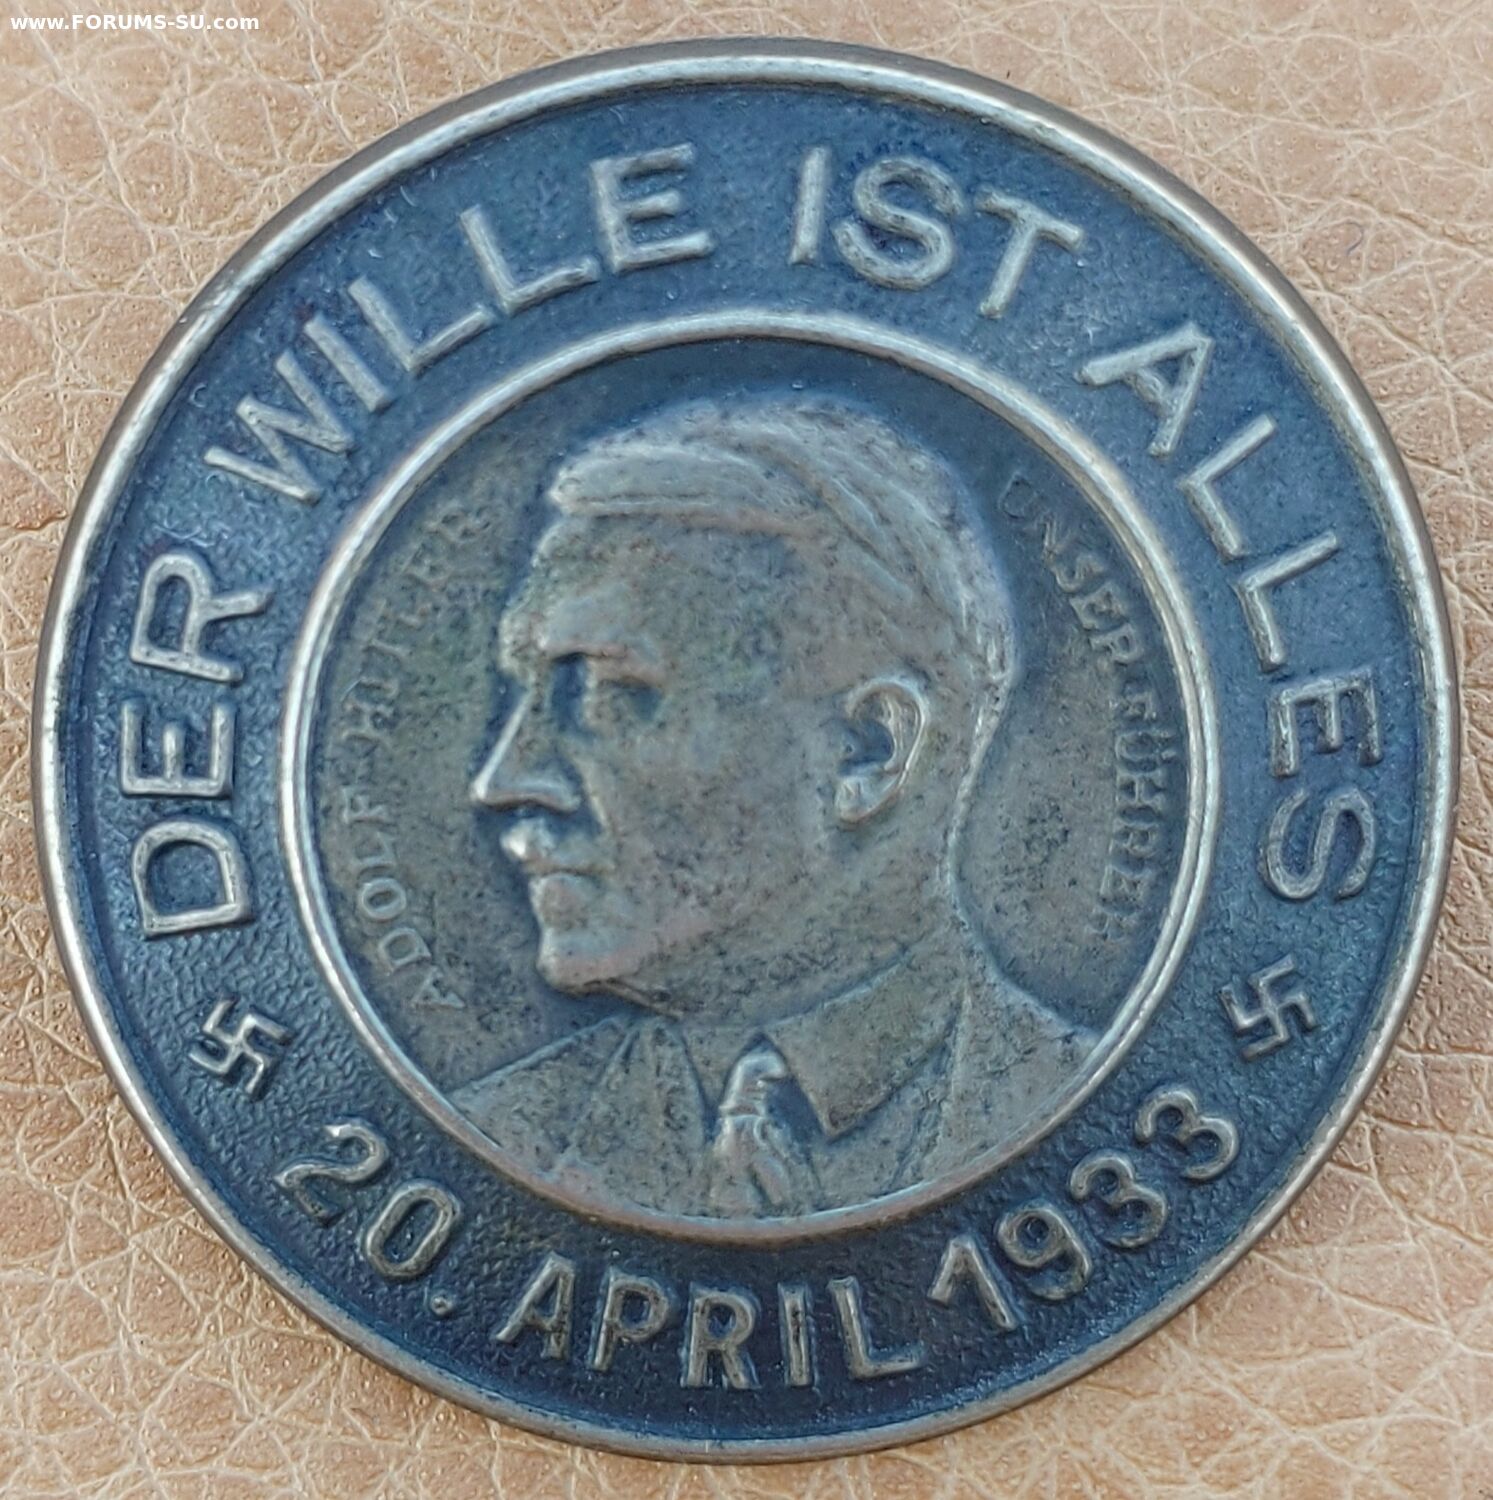 www.FORUMS-SU.com
DER WILLE IST ALLES
ADOLF HITLER
UNSER FÜHRER
20. APRIL 1933